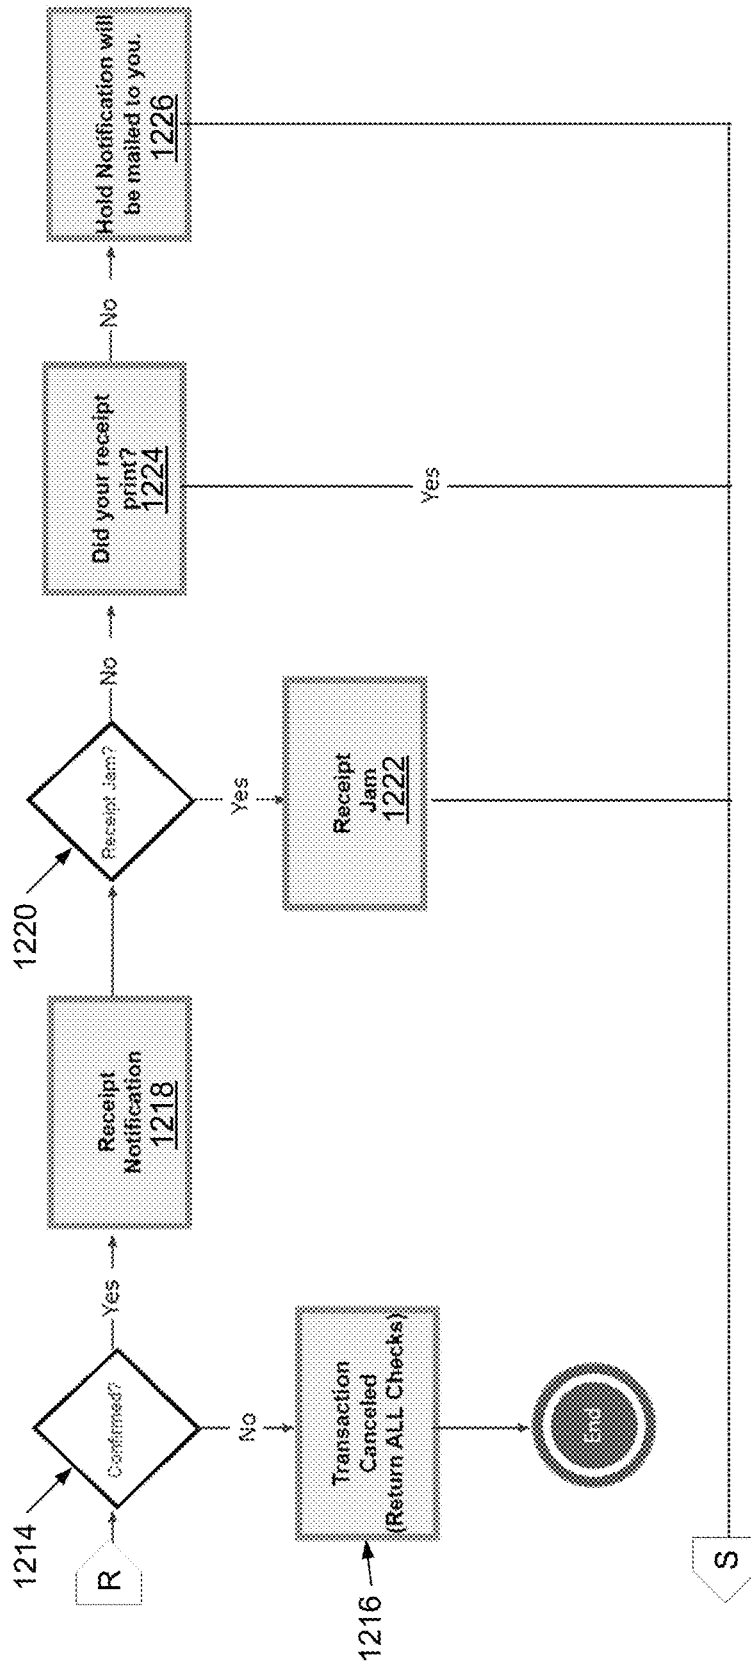 R
1214
Confirmed?
Yes
No
1216
Transaction
Canceled
(Return ALL Checks)
End
Receipt
Notification
1218
1220
Receipt Jam?
No
Yes
Receipt
Jam
1222
Did your receipt
print?
1224
No
Yes
Hold Notification will
be mailed to you.
1226
S